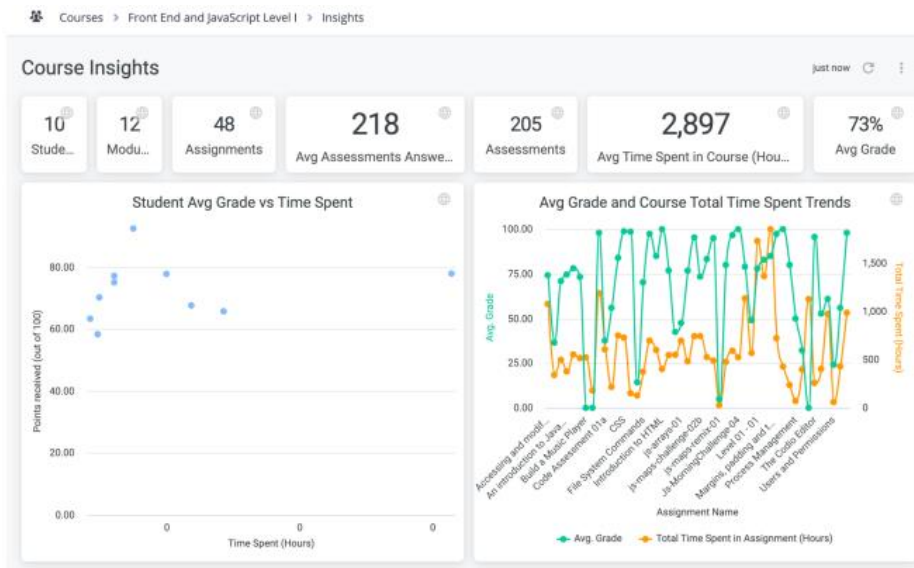 Courses > Front End and JavaScript Level I > Insights
Course Insights
just now
10
Stude...
12
Modu...
48
Assignments
218
Avg Assessments Answe...
205
Assessments
2,897
Avg Time Spent in Course (Hou...
73%
Avg Grade
Student Avg Grade vs Time Spent
Points received (out of 100)
80.00
60.00
40.00
20.00
0.00
0
0
0
Time Spent (Hours)
Avg Grade and Course Total Time Spent Trends
Avg. Grade
100.00
75.00
50.00
25.00
0.00
1,500
1,000
500
0
Total Time Spent (Hours)
Accessing and modif...
An introduction to Java...
Build a Music Player
Code Assessment 01a
CSS
File System Commands
Introduction to HTML
js-arrays-01
js-maps-challenge-02b
js-maps-remix-01
Js-MorningChallenge-04
Level 01 - 01
Margins, padding and f...
Process Management
The Codio Editor
Users and Permissions
Assignment Name
Avg. Grade
Total Time Spent in Assignment (Hours)